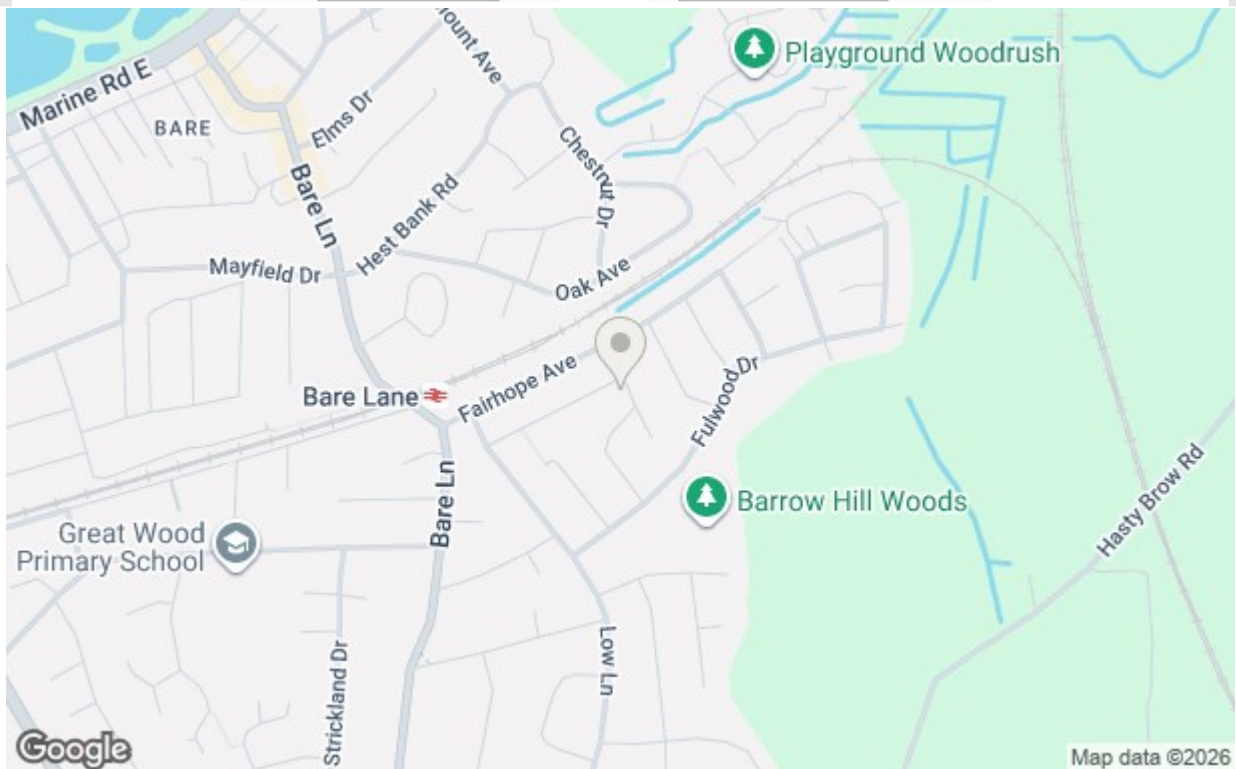 Marine Rd E
BARE
Elms Dr
ount Ave
Playground Woodrush
Chestnut Dr
Bare Ln
Hest Bank Rd
Mayfield Dr
Oak Ave
Bare Lane
Fairhope Ave
Fulwood Dr
Bare Ln
Barrow Hill Woods
Hasty Brow Rd
Great Wood
Primary School
Low Ln
Strickland Dr
Google
Map data ©2026